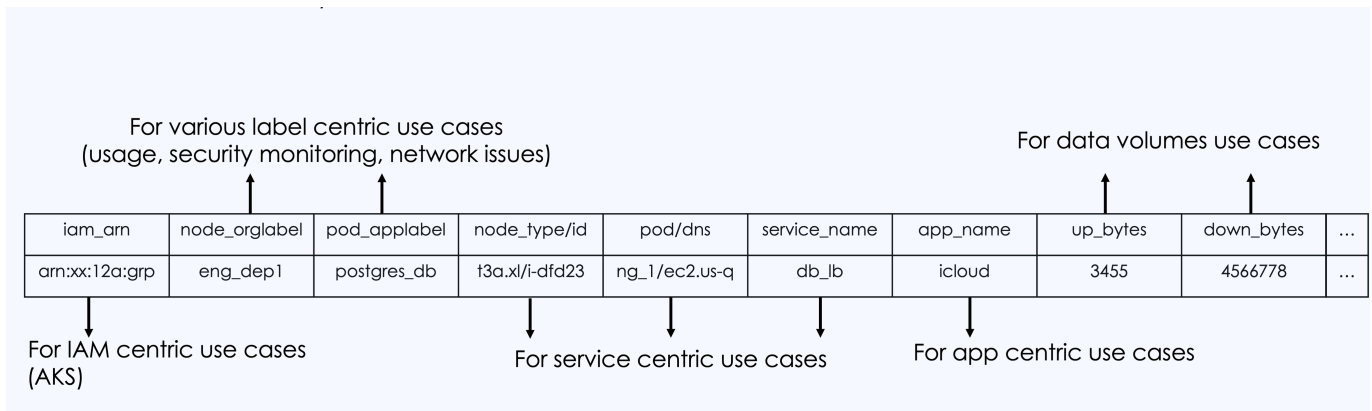 For various label centric use cases
(usage, security monitoring, network issues)
For data volumes use cases
iam_arn node_orglabel pod_applabel node_type/id pod/dns service_name app_name up_bytes down_bytes ...
arn:xx:12a:grp eng_dep1 postgres_db t3a.xl/i-dfd23 ng_1/ec2.us-q db_lb icloud 3455 4566778 ...
For IAM centric use cases
(AKS)
For service centric use cases
For app centric use cases